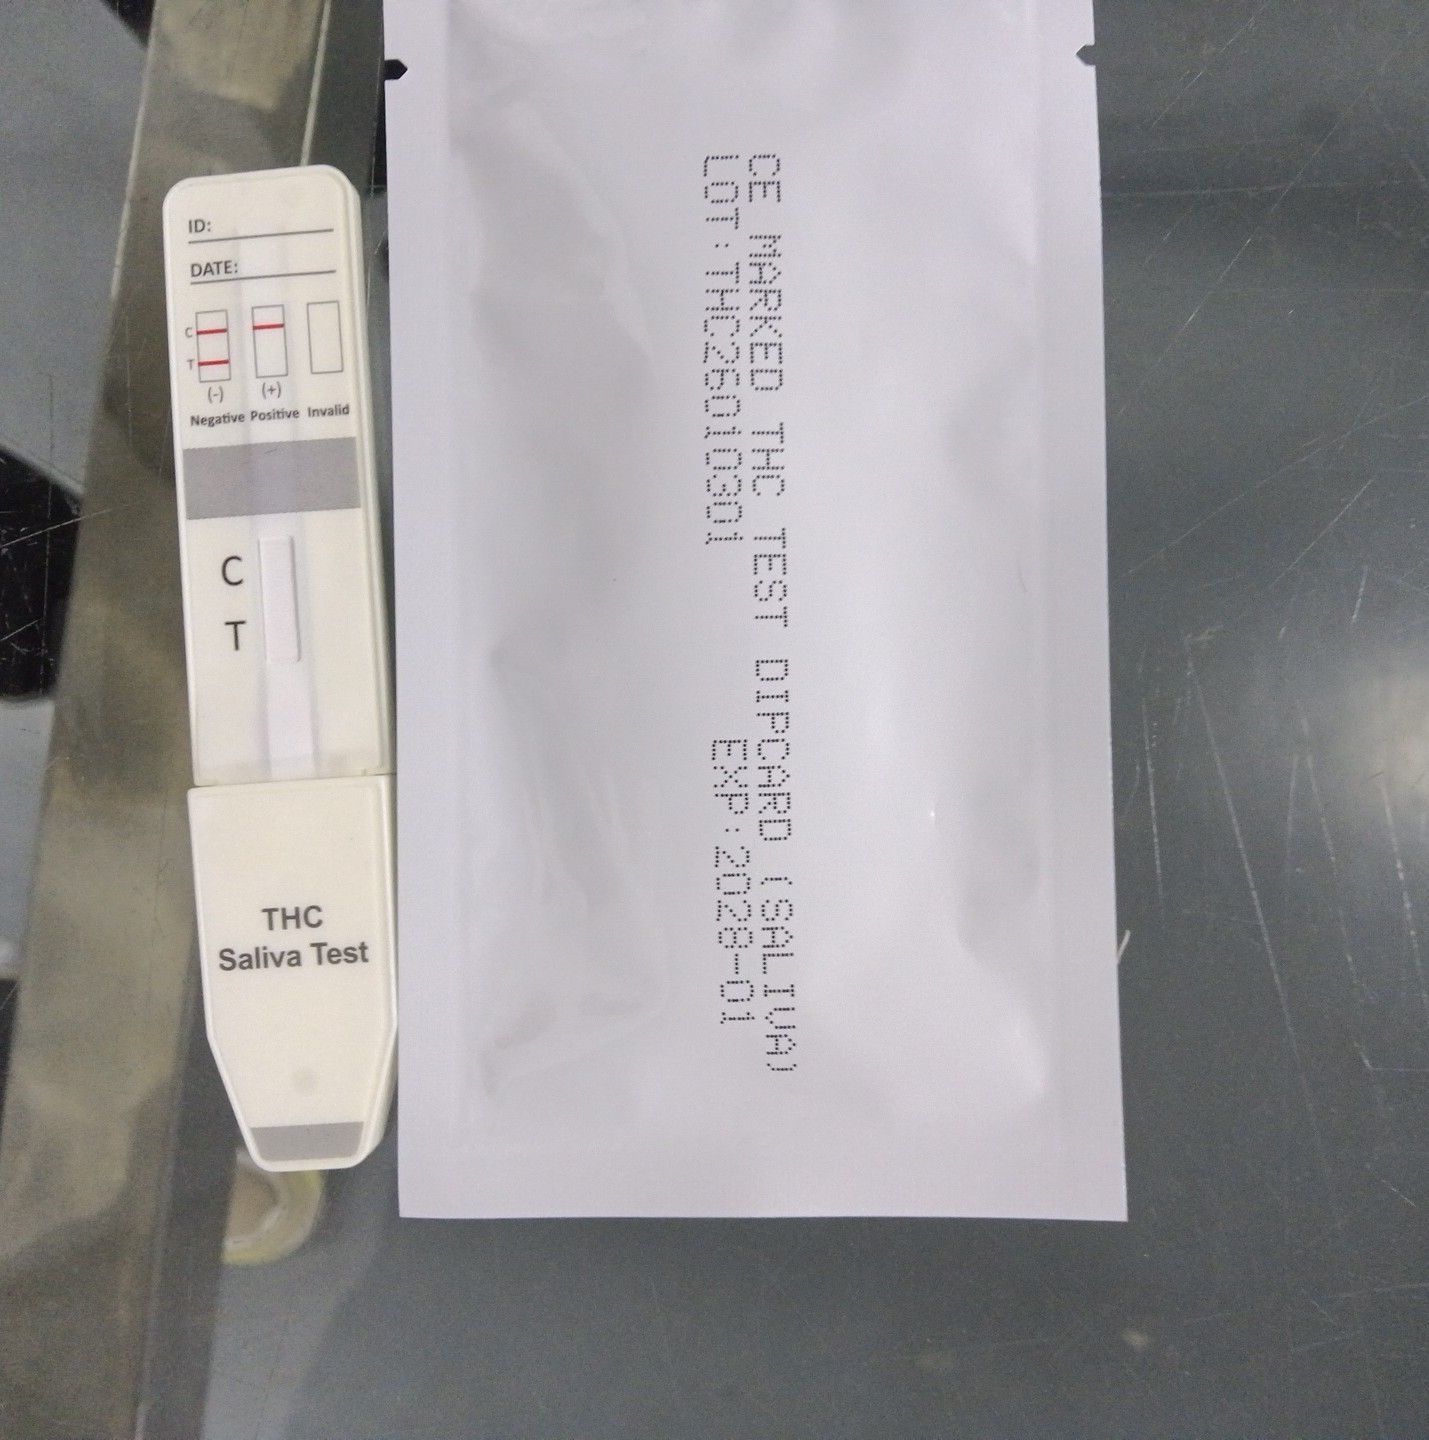 ID:
DATE:
C
T
(-) (+)
Negative Positive Invalid
C
T
THC
Saliva Test
CE MARKED THC TEST DIPCARD (SALIVA)
LOT:THC26010301 EXP:2028-01